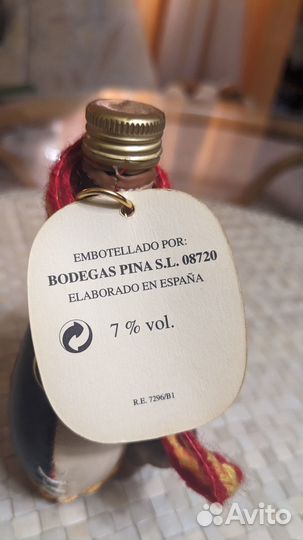 EMBOTELLADO POR:
BODEGAS PINA S.L. 08720
ELABORADO EN ESPAÑA
7 % vol.
R.E. 7296/B1
Avito